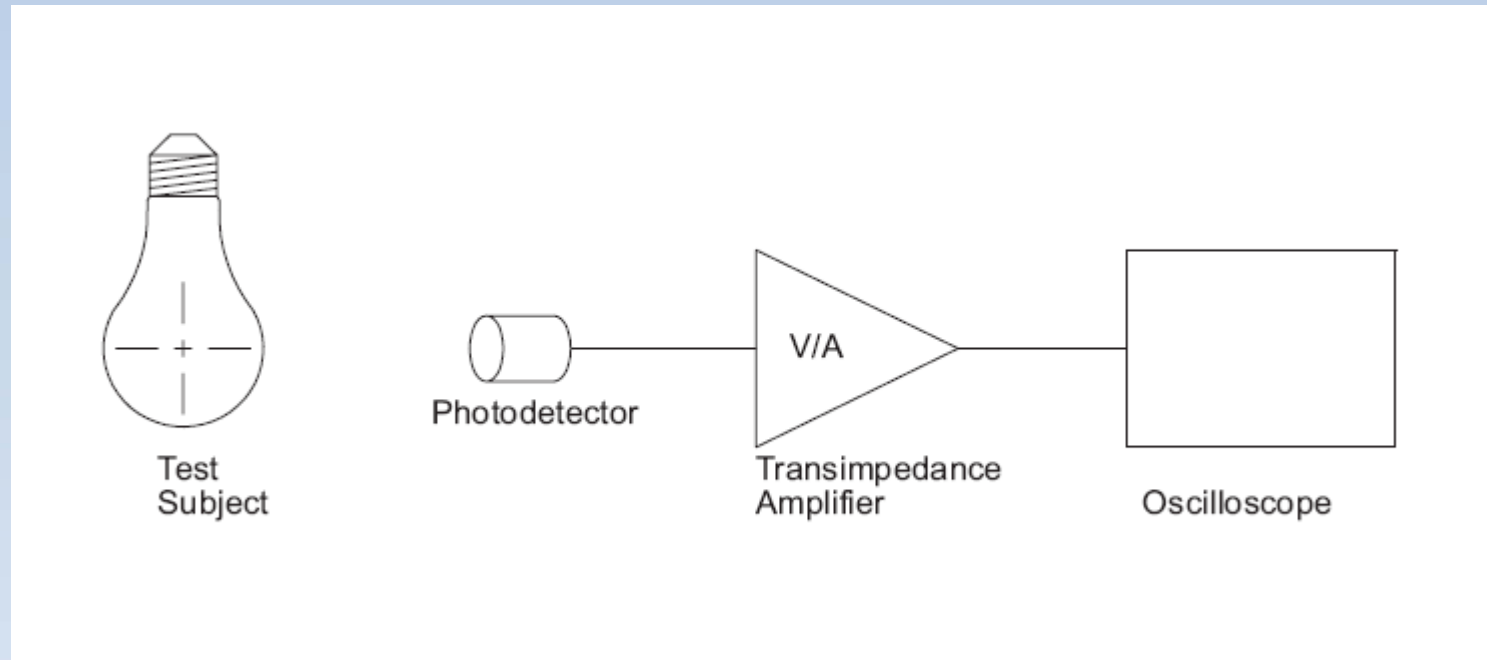 V/A
Photodetector
Test
Subject
Transimpedance
Amplifier
Oscilloscope